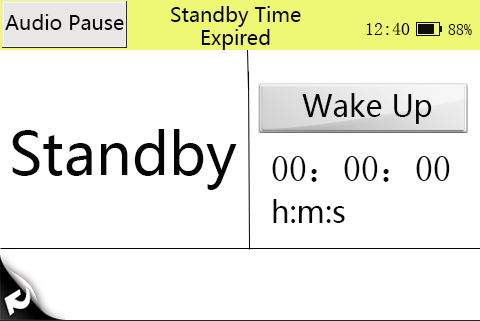 Audio Pause
Standby Time
Expired
12:40
88%
Standby
Wake Up
00：00：00
h:m:s